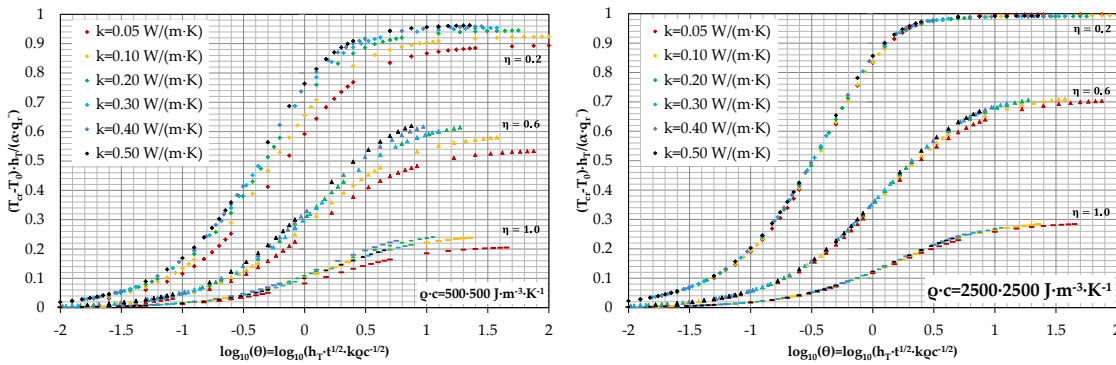 (T_cr-T_0)·h_T/(α·q_r")
1
0.9
0.8
0.7
0.6
0.5
0.4
0.3
0.2
0.1
0
k=0.05 W/(m·K)
k=0.10 W/(m·K)
k=0.20 W/(m·K)
k=0.30 W/(m·K)
k=0.40 W/(m·K)
k=0.50 W/(m·K)
η = 0.2
η = 0.6
η = 1.0
ϱ·c=500·500 J·m⁻³·K⁻¹
-2 -1.5 -1 -0.5 0 0.5 1 1.5 2
log₁₀(θ)=log₁₀(h_T·t^1/2·kϱc^-1/2)
(T_cr-T_0)·h_T/(α·q_r")
1
0.9
0.8
0.7
0.6
0.5
0.4
0.3
0.2
0.1
0
k=0.05 W/(m·K)
k=0.10 W/(m·K)
k=0.20 W/(m·K)
k=0.30 W/(m·K)
k=0.40 W/(m·K)
k=0.50 W/(m·K)
η = 0.2
η = 0.6
η = 1.0
ϱ·c=2500·2500 J·m⁻³·K⁻¹
-2 -1.5 -1 -0.5 0 0.5 1 1.5 2
log₁₀(θ)=log₁₀(h_T·t^1/2·kϱc^-1/2)